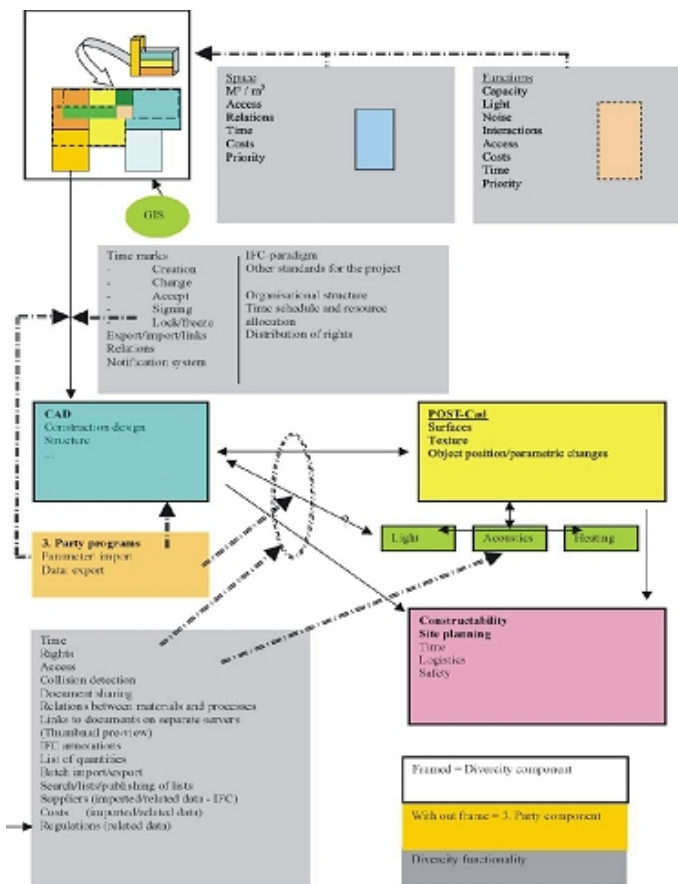 Space
M² / m³
Access
Relations
Time
Costs
Priority
Functions
Capacity
Light
Noise
Interactions
Access
Costs
Time
Priority
GIS
Time marks
- Creation
- Change
- Accept
- Signing
- Lock/freeze
Export/import/links
Relations
Notification system
IFC-paradigm
Other standards for the project
Organisational structure
Time schedule and resource
allocation
Distribution of rights
CAD
Construction design
Structure
...
POST-Cad
Surfaces
Texture
Object position/parametric changes
?
Light
Acoustics
Heating
3. Party programs
Parameter import
Data export
Constructability
Site planning
Time
Logistics
Safety
Time
Rights
Access
Collision detection
Document sharing
Relations between materials and processes
Links to documents on separate servers
(Thumbnail pre-view)
IFC annotations
List of quantities
Batch import/export
Search/lists/publishing of lists
Suppliers (imported/related data - IFC)
Costs (imported/related data)
Regulations (related data)
Framed = Diversity component
With out frame = 3. Party component
Divercity functionality